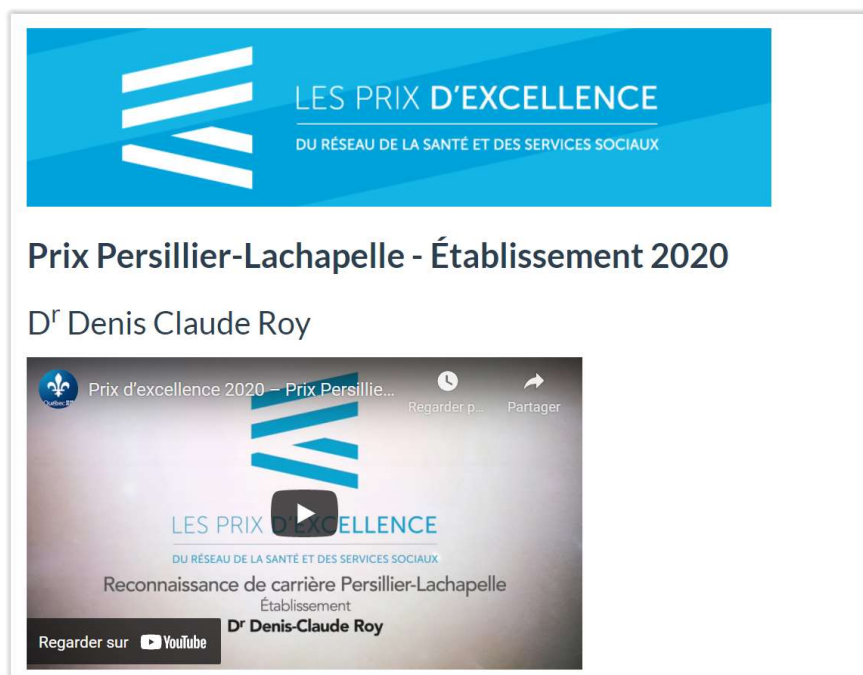 LES PRIX D'EXCELLENCE
DU RÉSEAU DE LA SANTÉ ET DES SERVICES SOCIAUX
Prix Persillier-Lachapelle - Établissement 2020
Dr Denis Claude Roy
Prix d'excellence 2020 – Prix Persillie...
Regarder p...
Partager
LES PRIX D'EXCELLENCE
DU RÉSEAU DE LA SANTÉ ET DES SERVICES SOCIAUX
Reconnaissance de carrière Persillier-Lachapelle
Établissement
Dr Denis-Claude Roy
Regarder sur YouTube